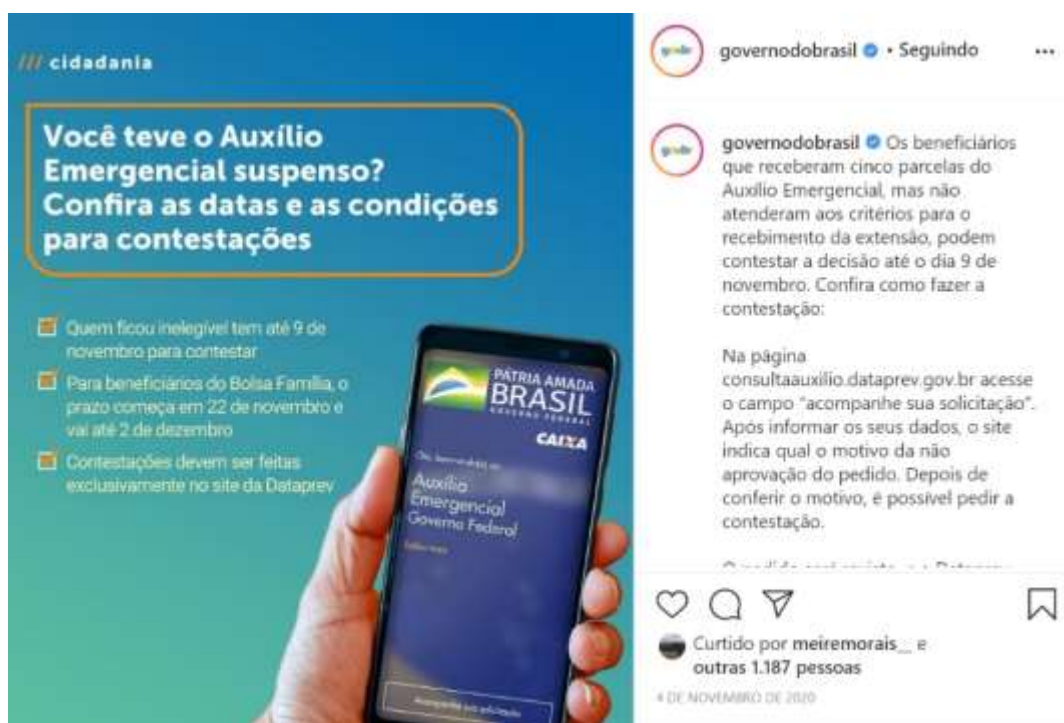 /// cidadania
Você teve o Auxílio
Emergencial suspenso?
Confira as datas e as condições
para contestações
Quem ficou inelegível tem até 9 de
novembro para contestar
Para beneficiários do Bolsa Família, o
prazo começa em 22 de novembro e
vai até 2 de dezembro
Contestações devem ser feitas
exclusivamente no site da Dataprev
PÁTRIA AMADA
BRASIL
GOVERNO FEDERAL
CAIXA
Auxílio
Emergencial
Governo Federal
Acompanhe sua solicitação
governodobrasil • Seguindo
governodobrasil Os beneficiários
que receberam cinco parcelas do
Auxílio Emergencial, mas não
atenderam aos critérios para o
recebimento da extensão, podem
contestar a decisão até o dia 9 de
novembro. Confira como fazer a
contestação:
Na página
consultaauxilio.dataprev.gov.br acesse
o campo "acompanhe sua solicitação".
Após informar os seus dados, o site
indica qual o motivo da não
aprovação do pedido. Depois de
conferir o motivo, é possível pedir a
contestação.
Curtido por meiremorais__ e
outras 1.187 pessoas
4 DE NOVEMBRO DE 2020